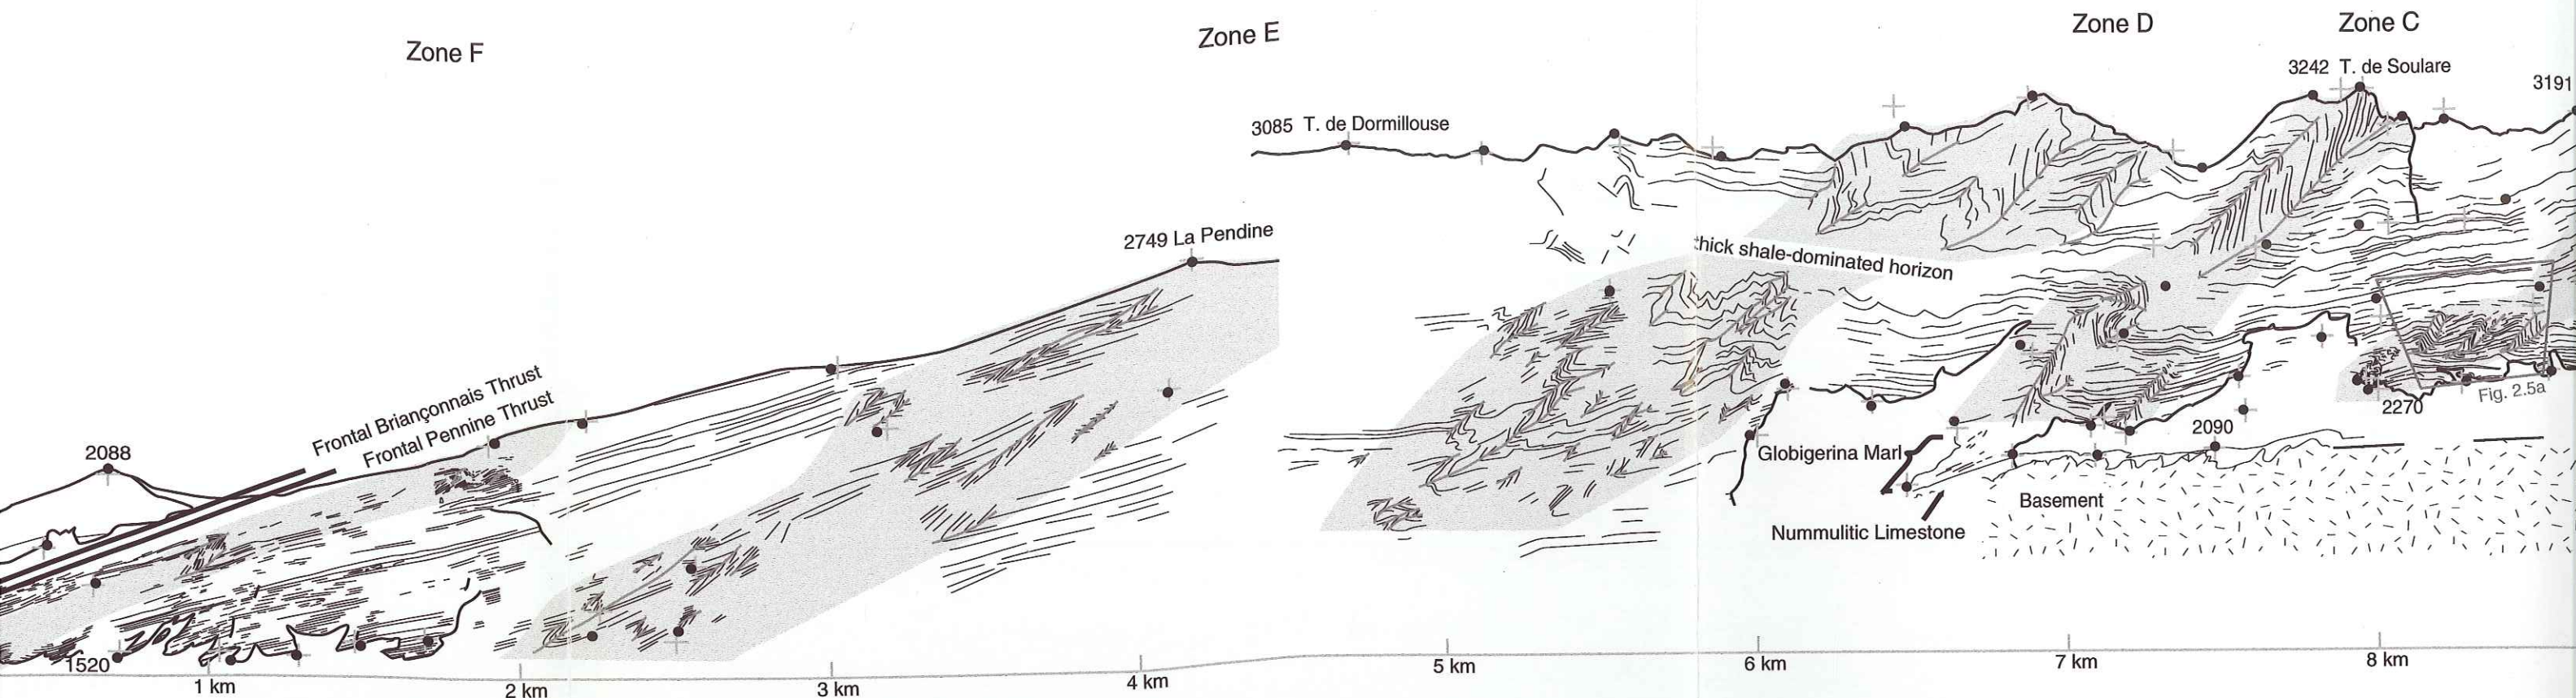 Zone F
Zone E
Zone D
Zone C
3242 T. de Soulare
3191
3085 T. de Dormillouse
2749 La Pendine
thick shale-dominated horizon
Frontal Briançonnais Thrust
Frontal Pennine Thrust
2088
Fig. 2.5a
2270
2090
Globigerina Marl
Basement
Nummulitic Limestone
1520
1 km
2 km
3 km
4 km
5 km
6 km
7 km
8 km